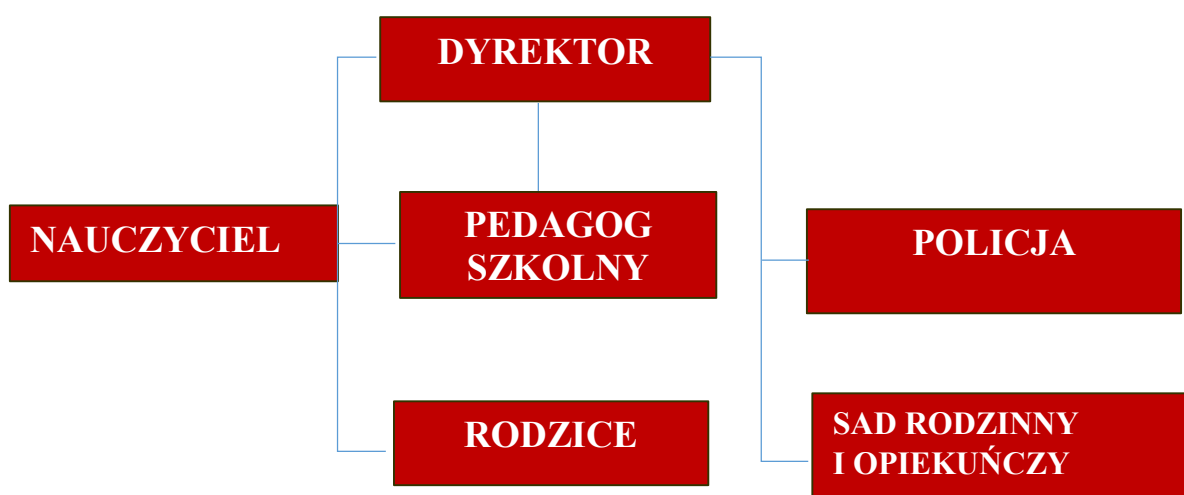 DYREKTOR
NAUCZYCIEL
PEDAGOG
SZKOLNY
POLICJA
RODZICE
SAD RODZINNY
I OPIEKUŃCZY